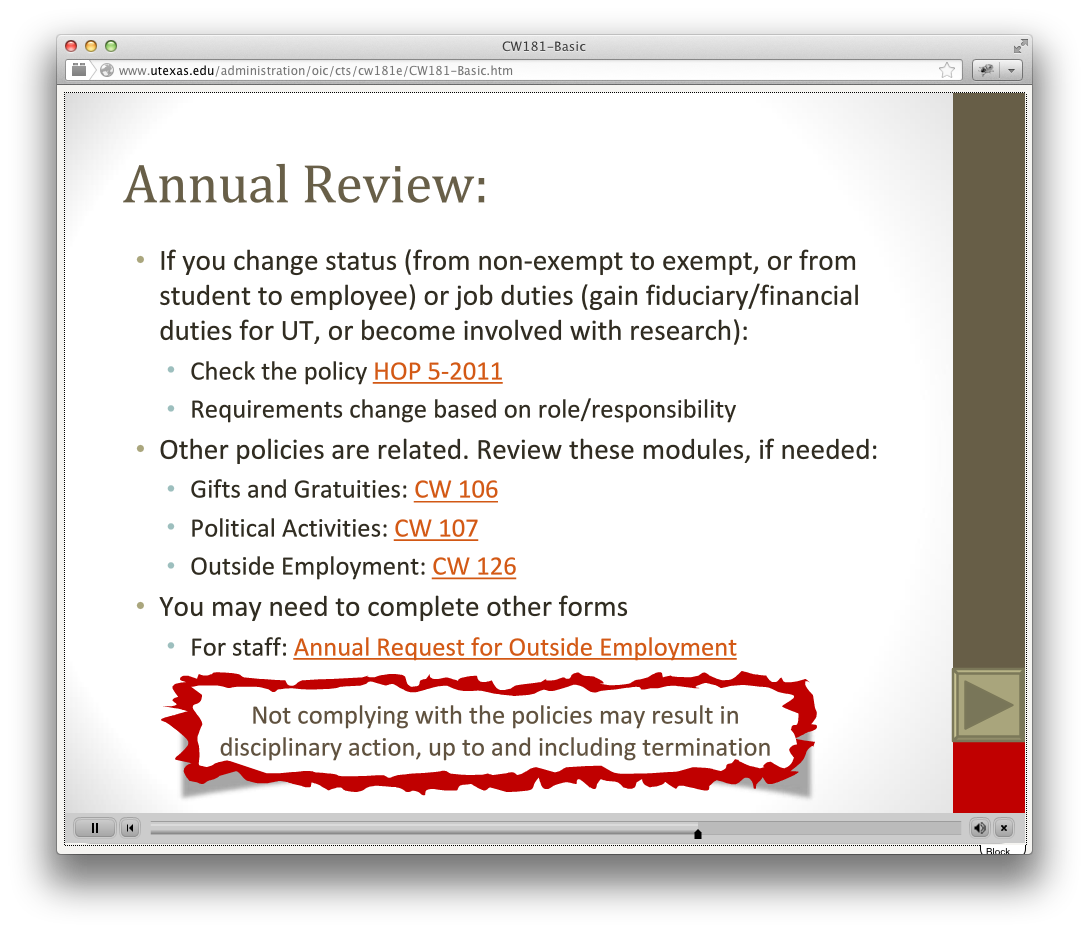 CW181-Basic
www.utexas.edu/administration/oic/cts/cw181e/CW181-Basic.htm
Annual Review:
• If you change status (from non-exempt to exempt, or from
student to employee) or job duties (gain fiduciary/financial
duties for UT, or become involved with research):
• Check the policy HOP 5-2011
• Requirements change based on role/responsibility
• Other policies are related. Review these modules, if needed:
• Gifts and Gratuities: CW 106
• Political Activities: CW 107
• Outside Employment: CW 126
• You may need to complete other forms
• For staff: Annual Request for Outside Employment
Not complying with the policies may result in
disciplinary action, up to and including termination
Block